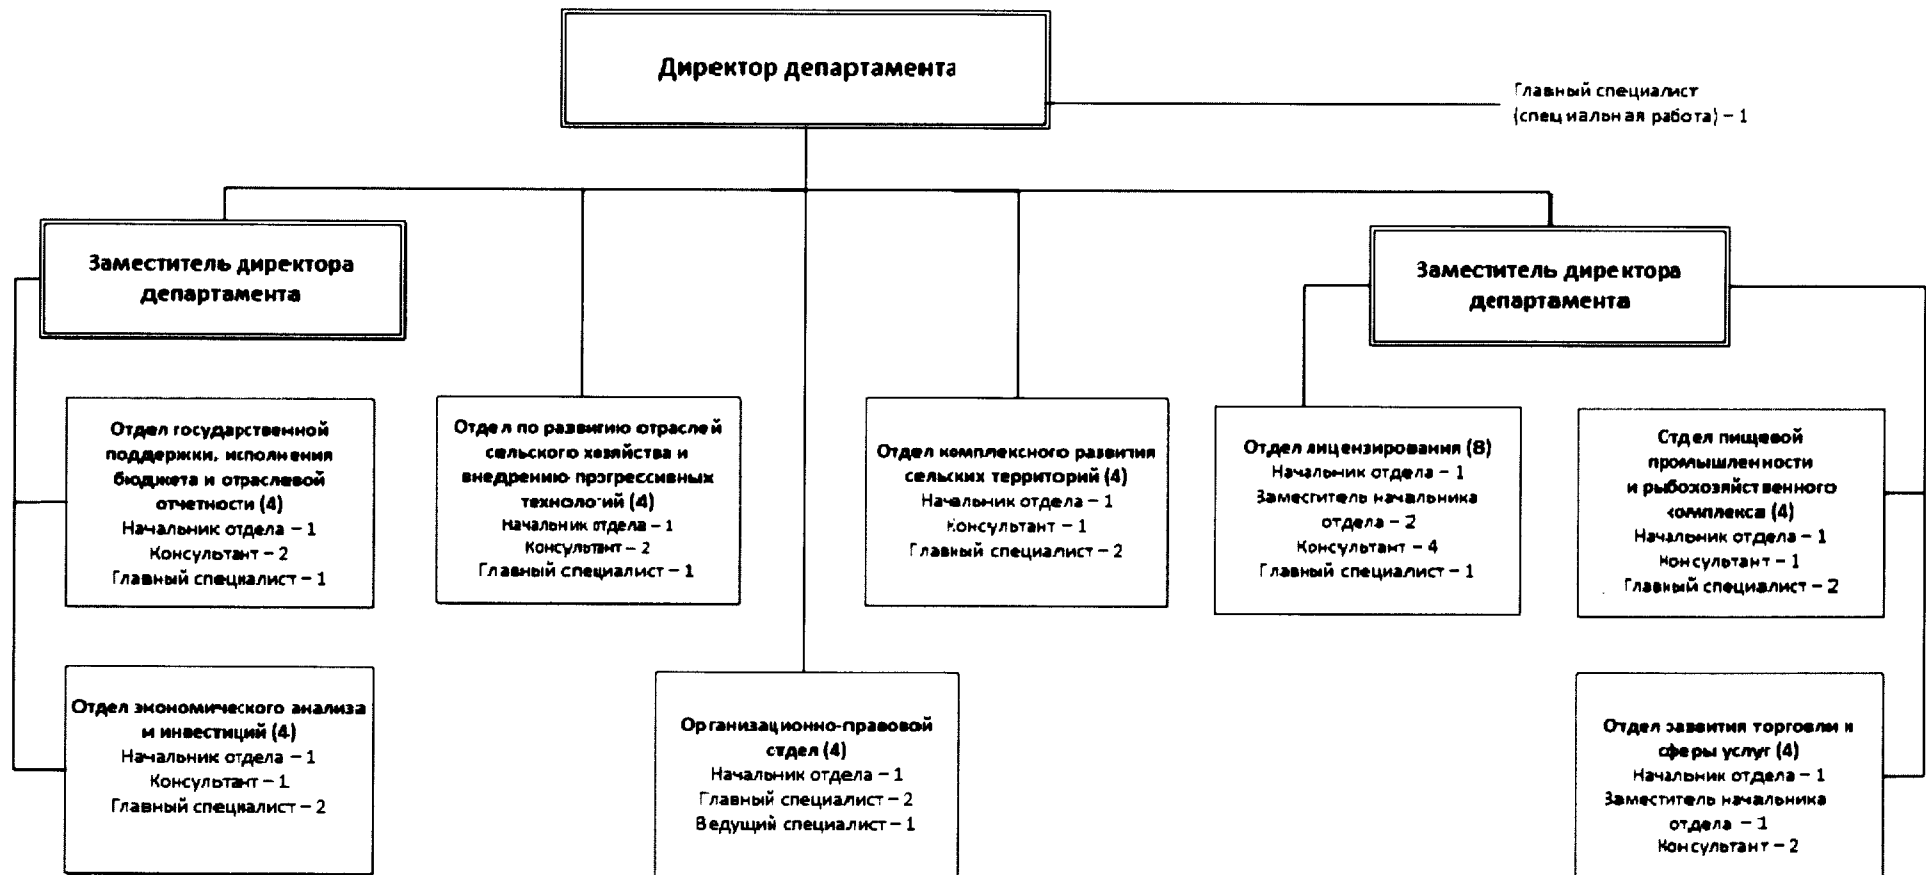 Директор департамента
Главный специалист
(специальная работа) – 1
Заместитель директора
департамента
Заместитель директора
департамента
Отдел государственной
поддержки, исполнения
бюджета и отраслевой
отчетности (4)
Начальник отдела – 1
Консультант – 2
Главный специалист – 1
Отдел по развитию отраслей
сельского хозяйства и
внедрению прогрессивных
технологий (4)
Начальник отдела – 1
Консультант – 2
Главный специалист – 1
Отдел комплексного развития
сельских территорий (4)
Начальник отдела – 1
Консультант – 1
Главный специалист – 2
Отдел лицензирования (8)
Начальник отдела – 1
Заместитель начальника
отдела – 2
Консультант – 4
Главный специалист – 1
Отдел пищевой
промышленности
и рыбохозяйственного
комплекса (4)
Начальник отдела – 1
Консультант – 1
Главный специалист – 2
Отдел экономического анализа
и инвестиций (4)
Начальник отдела – 1
Консультант – 1
Главный специалист – 2
Организационно-правовой
отдел (4)
Начальник отдела – 1
Главный специалист – 2
Ведущий специалист – 1
Отдел развития торговли и
сферы услуг (4)
Начальник отдела – 1
Заместитель начальника
отдела – 1
Консультант – 2